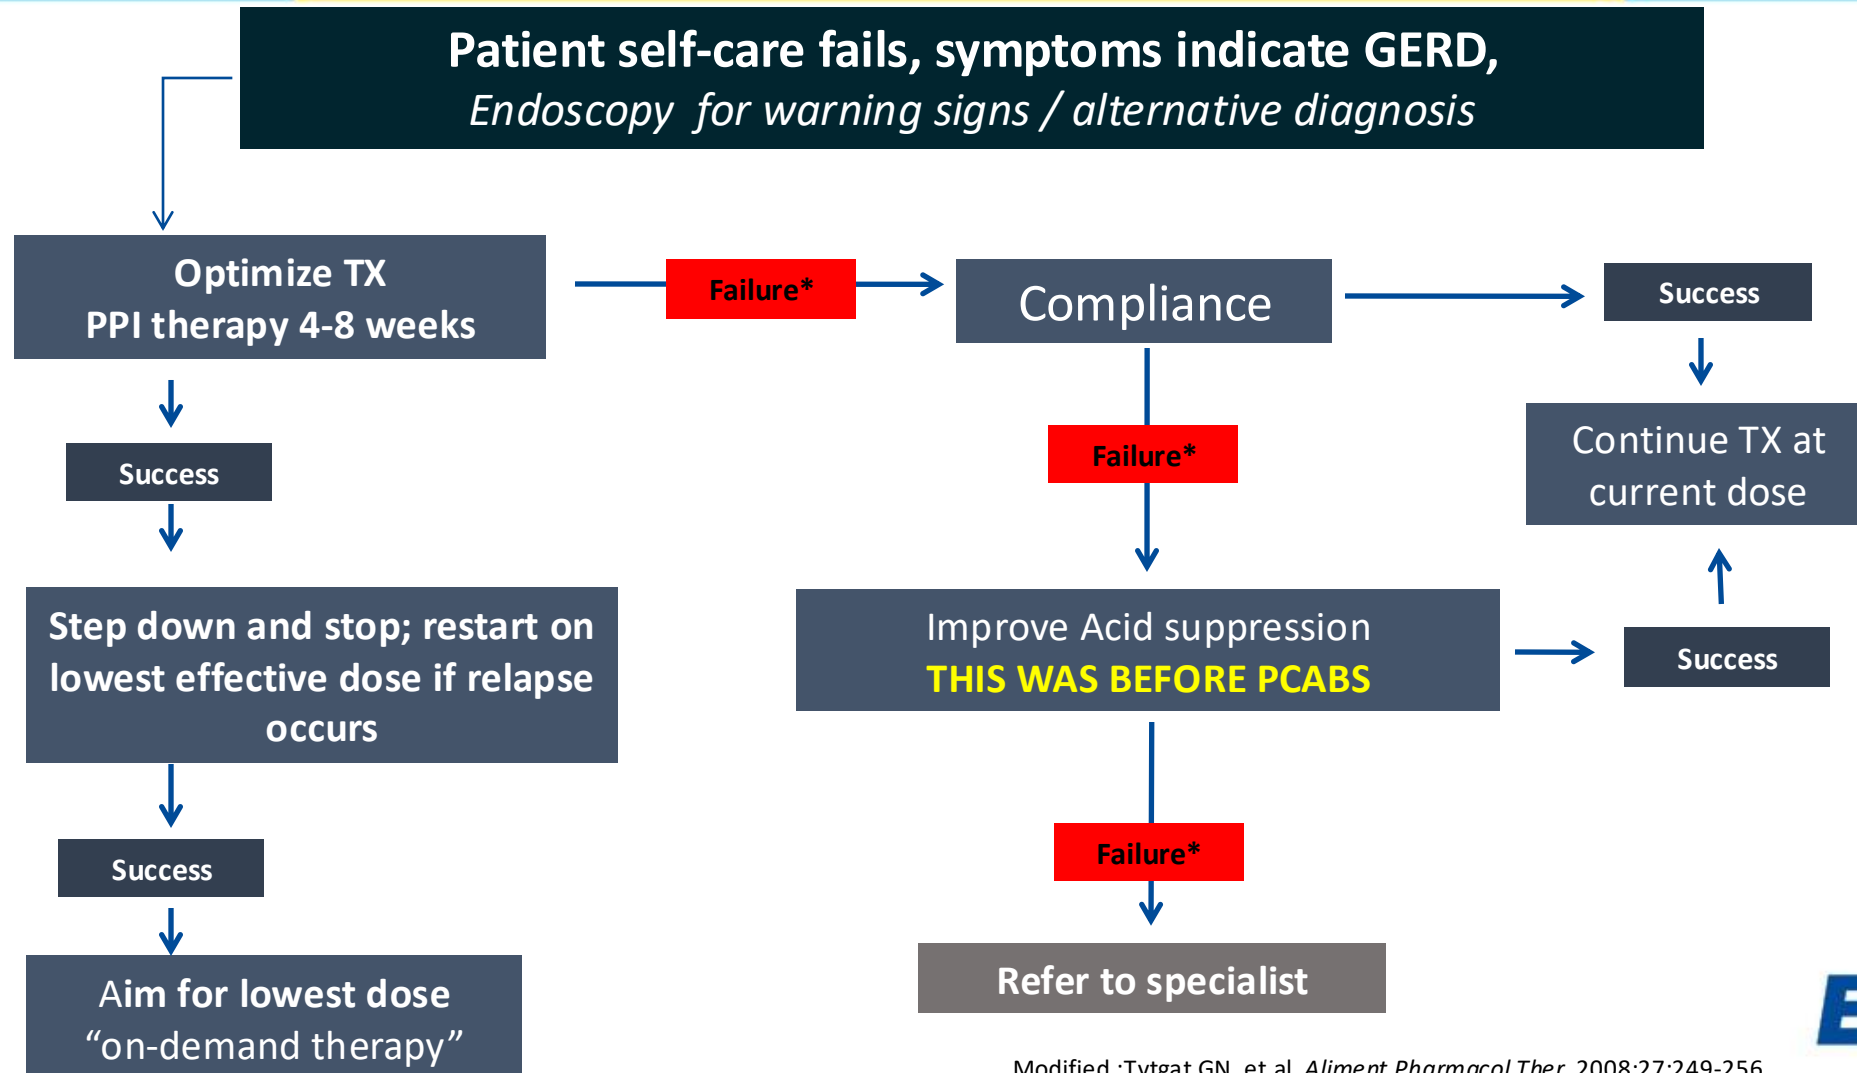 Patient self-care fails, symptoms indicate GERD,
Endoscopy for warning signs / alternative diagnosis
Optimize TX
PPI therapy 4-8 weeks
Failure*
Compliance
Success
Success
Failure*
Continue TX at
current dose
Step down and stop; restart on
lowest effective dose if relapse
occurs
Improve Acid suppression
THIS WAS BEFORE PCABS
Success
Success
Failure*
Aim for lowest dose
“on-demand therapy”
Refer to specialist
E
Modified :Tytgat GN, et al. Aliment Pharmacol Ther. 2008;27:249-256